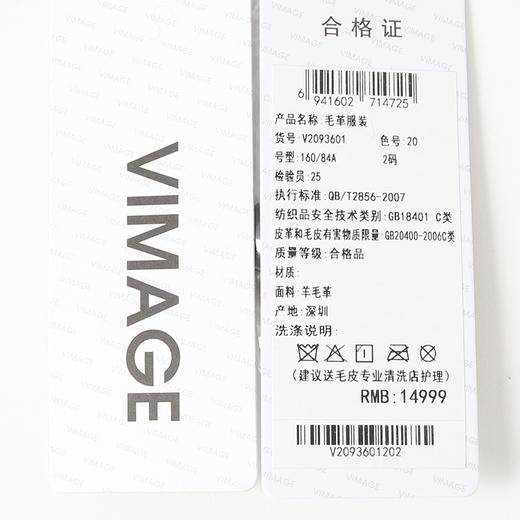 VIMAGE
合格证
6 941602 714725
产品名称: 毛革服装
货号: V2093601 色号: 20
号型: 160/84A 2码
检验员: 25
执行标准: QB/T2856-2007
纺织品安全技术类别: GB18401 C类
皮革和毛皮有害物质限量: GB20400-2006C类
质量等级: 合格品
材质:
面料: 羊毛革
产地: 深圳
洗涤说明:
(建议送毛皮专业清洗店护理)
RMB: 14999
V2093601202